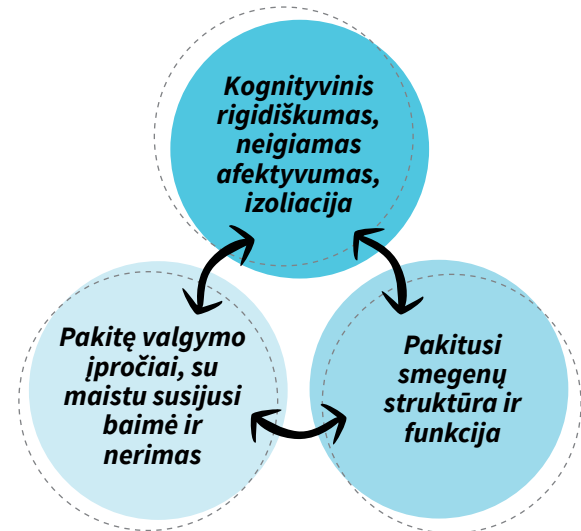 Kognityvinis
rigidiškumas,
neigiamas
afektyvumas,
izoliacija
Pakitę valgymo
įpročiai, su
maistu susijusi
baimė ir
nerimas
Pakitusi
smegenų
struktūra ir
funkcija